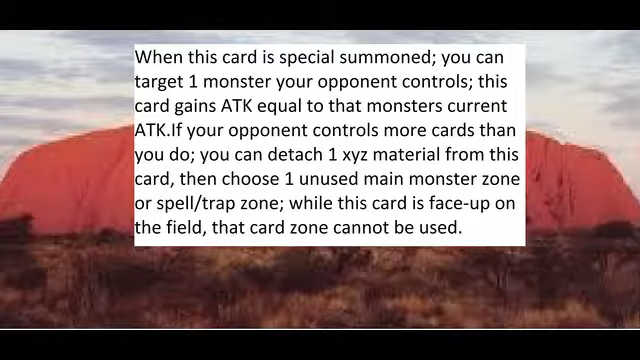 When this card is special summoned; you can
target 1 monster your opponent controls; this
card gains ATK equal to that monsters current
ATK.If your opponent controls more cards than
you do; you can detach 1 xyz material from this
card, then choose 1 unused main monster zone
or spell/trap zone; while this card is face-up on
the field, that card zone cannot be used.